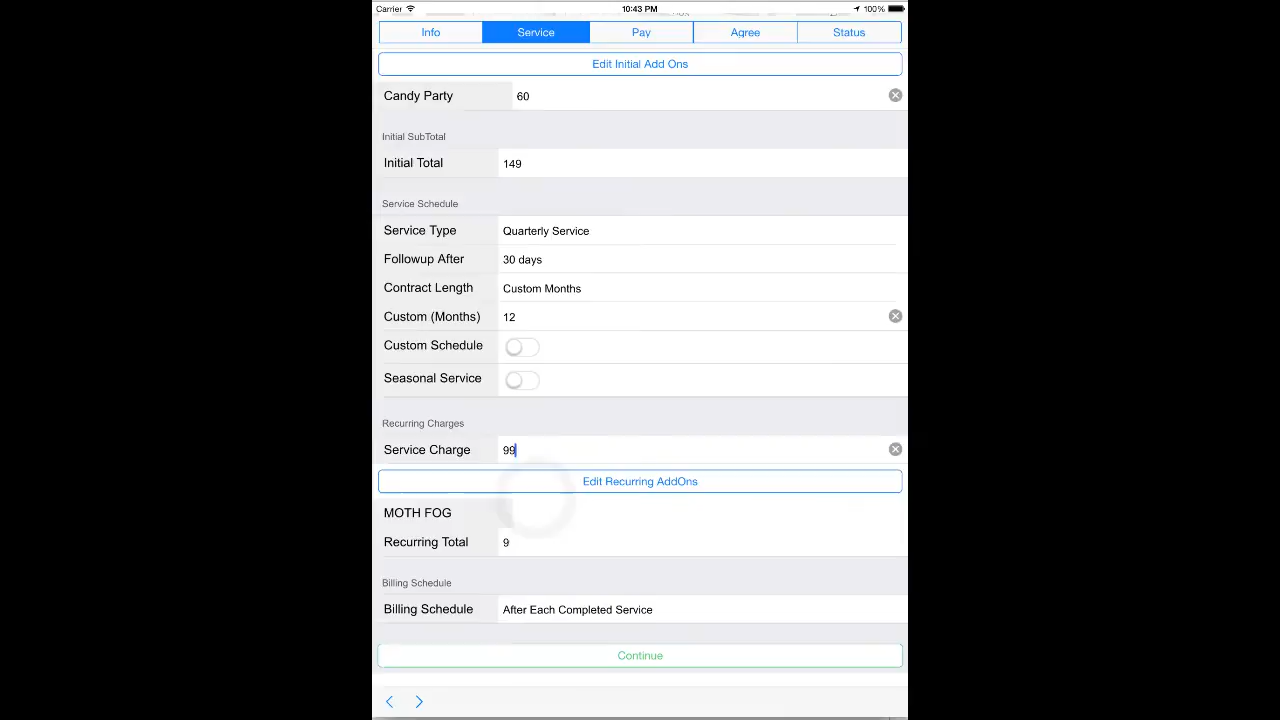 Carrier 10:43 PM 100%
Info Service Pay Agree Status
Edit Initial Add Ons
Candy Party 60
Initial SubTotal
Initial Total 149
Service Schedule
Service Type Quarterly Service
Followup After 30 days
Contract Length Custom Months
Custom (Months) 12
Custom Schedule
Seasonal Service
Recurring Charges
Service Charge 99
Edit Recurring AddOns
MOTH FOG
Recurring Total 9
Billing Schedule
Billing Schedule After Each Completed Service
Continue